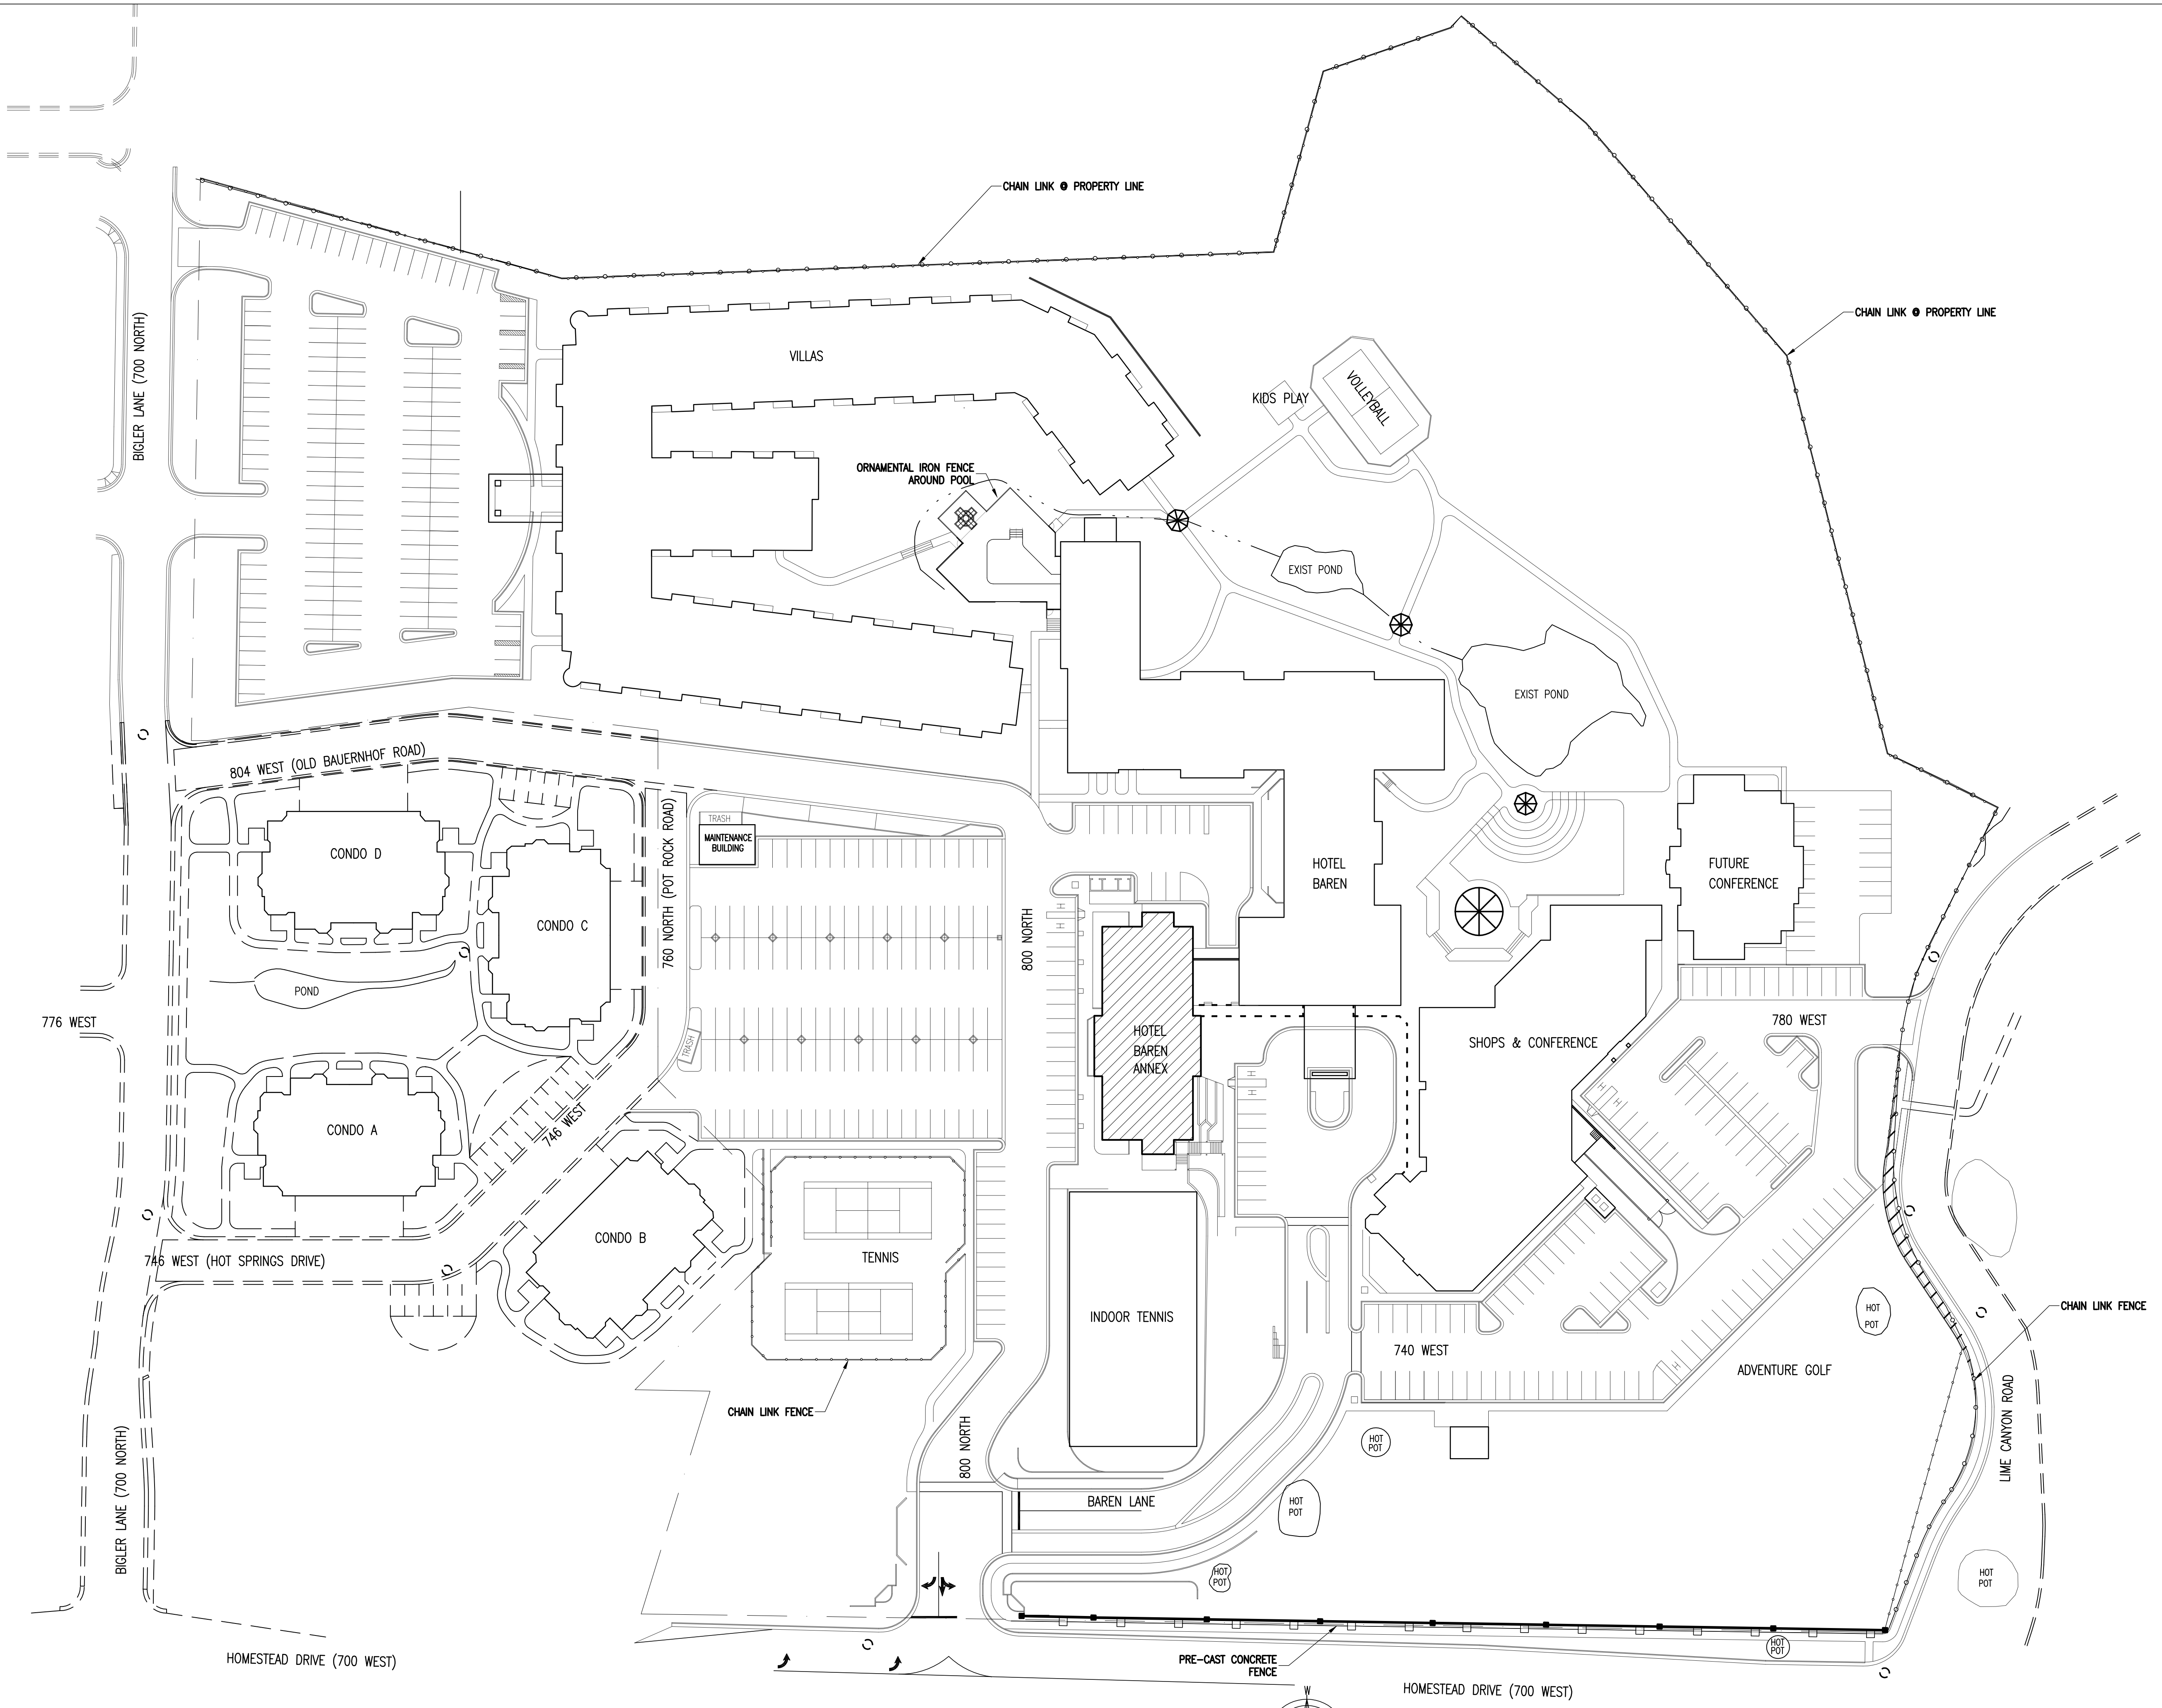 CHAIN LINK @ PROPERTY LINE
CHAIN LINK @ PROPERTY LINE
BIGLER LANE (700 NORTH)
VILLAS
KIDS PLAY
VOLLEYBALL
ORNAMENTAL IRON FENCE
AROUND POOL
EXIST POND
EXIST POND
804 WEST (OLD BAUERNHOF ROAD)
760 NORTH (POT ROCK ROAD)
TRASH
MAINTENANCE
BUILDING
CONDO D
CONDO C
HOTEL
BAREN
FUTURE
CONFERENCE
800 NORTH
POND
776 WEST
TRASH
HOTEL
BAREN
ANNEX
H
H
H
H
H
H
SHOPS & CONFERENCE
780 WEST
H
H
CONDO A
746 WEST
CONDO B
746 WEST (HOT SPRINGS DRIVE)
TENNIS
INDOOR TENNIS
740 WEST
H
HOT
POT
CHAIN LINK FENCE
ADVENTURE GOLF
LIME CANYON ROAD
CHAIN LINK FENCE
800 NORTH
HOT
POT
BIGLER LANE (700 NORTH)
BAREN LANE
HOT
POT
HOT
POT
HOT
POT
HOT
POT
HOMESTEAD DRIVE (700 WEST)
PRE-CAST CONCRETE
FENCE
HOMESTEAD DRIVE (700 WEST)
W